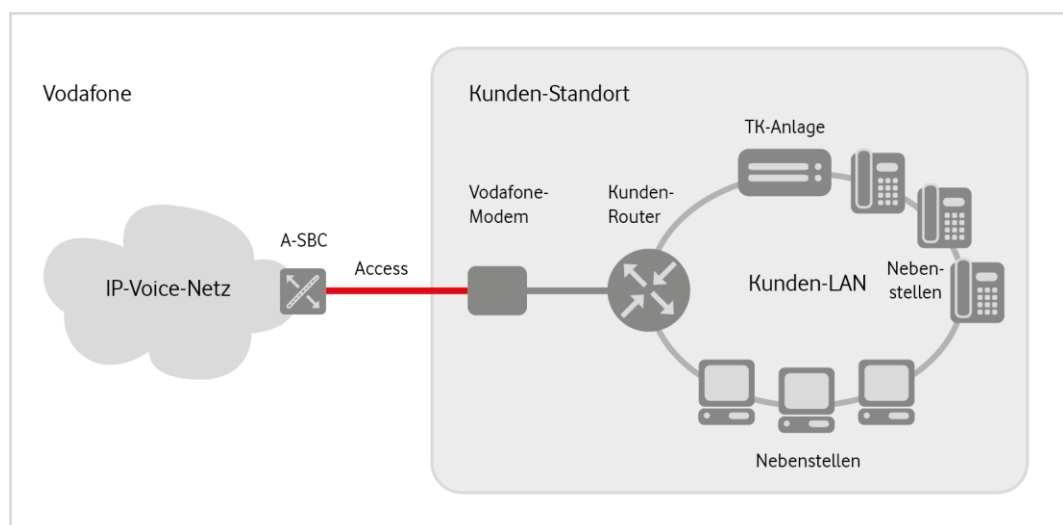 Vodafone
Kunden-Standort
TK-Anlage
Vodafone-
Modem
Kunden-
Router
A-SBC
Access
IP-Voice-Netz
Kunden-LAN
Neben-
stellen
Nebenstellen